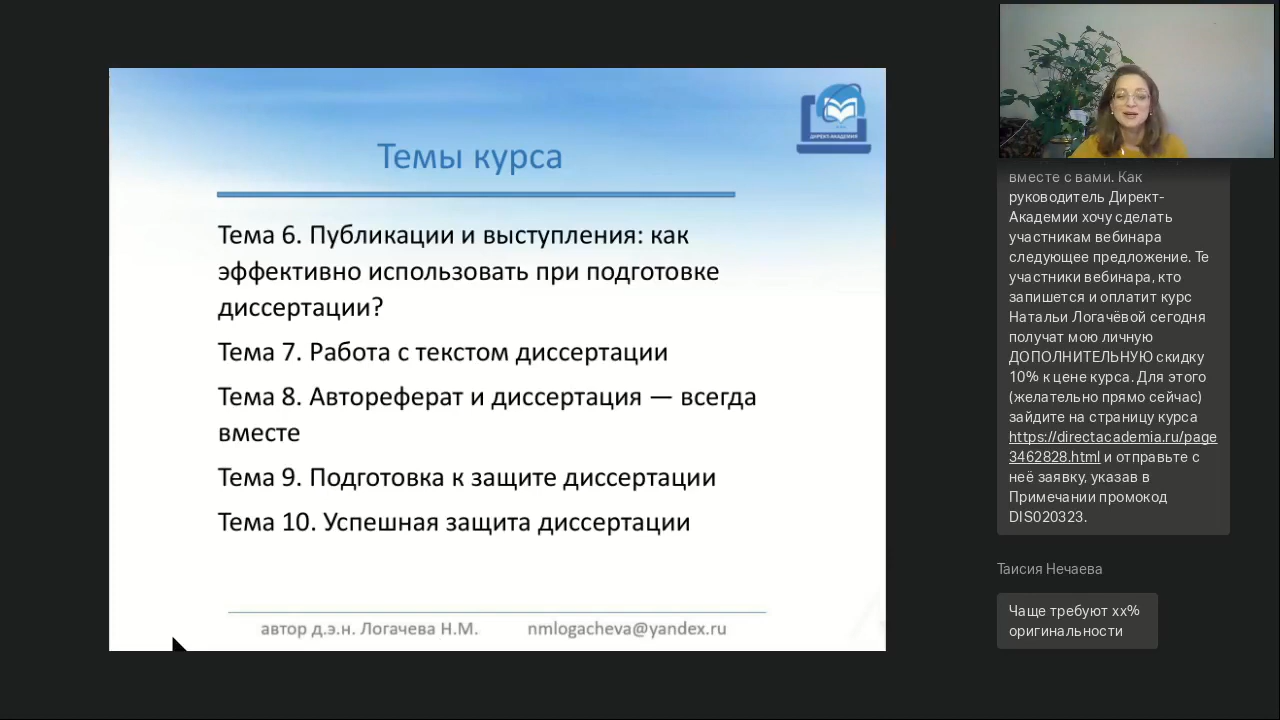 ДИРЕКТ-АКАДЕМИЯ
Темы курса
Тема 6. Публикации и выступления: как
эффективно использовать при подготовке
диссертации?
Тема 7. Работа с текстом диссертации
Тема 8. Автореферат и диссертация — всегда
вместе
Тема 9. Подготовка к защите диссертации
Тема 10. Успешная защита диссертации
автор д.э.н. Логачева Н.М. nmlogacheva@yandex.ru
вместе с вами. Как
руководитель Директ-
Академии хочу сделать
участникам вебинара
следующее предложение. Те
участники вебинара, кто
запишется и оплатит курс
Натальи Логачёвой сегодня
получат мою личную
ДОПОЛНИТЕЛЬНУЮ скидку
10% к цене курса. Для этого
(желательно прямо сейчас)
зайдите на страницу курса
https://directacademia.ru/page
3462828.html и отправьте с
неё заявку, указав в
Примечании промокод
DIS020323.
Таисия Нечаева
Чаще требуют хх%
оригинальности